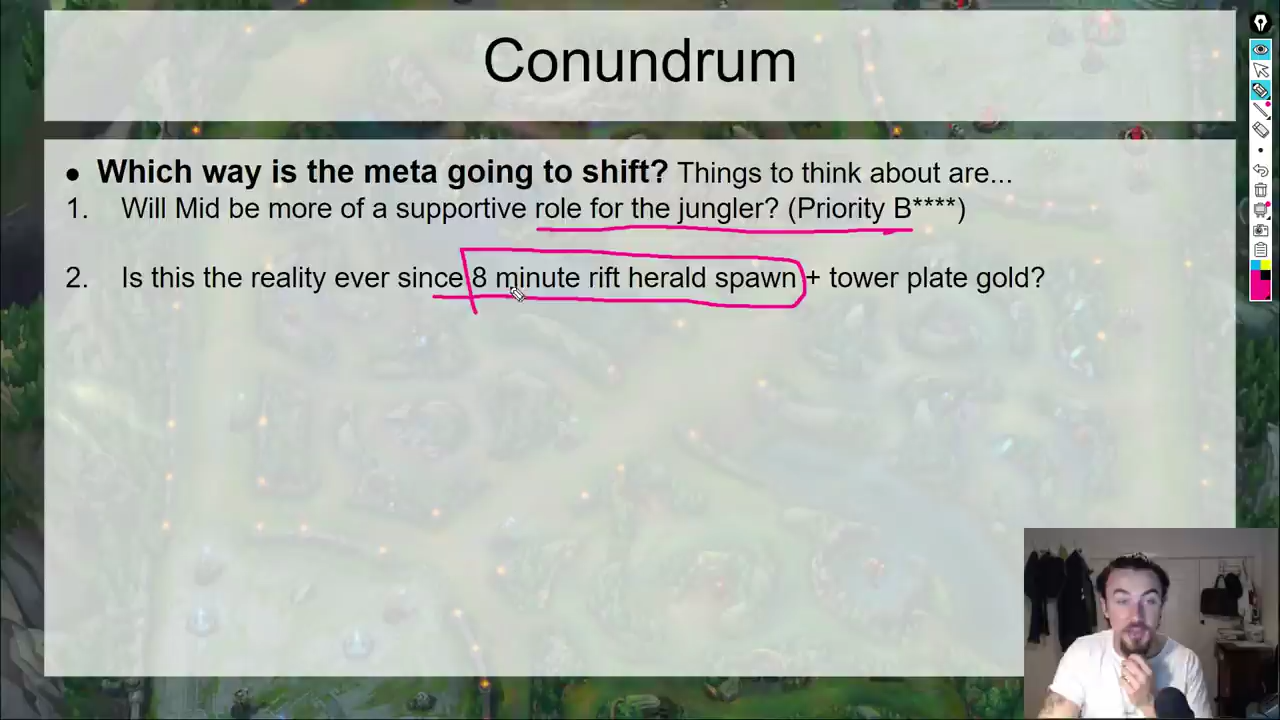 Conundrum
● Which way is the meta going to shift? Things to think about are...
1. Will Mid be more of a supportive role for the jungler? (Priority B****)
2. Is this the reality ever since 8 minute rift herald spawn + tower plate gold?